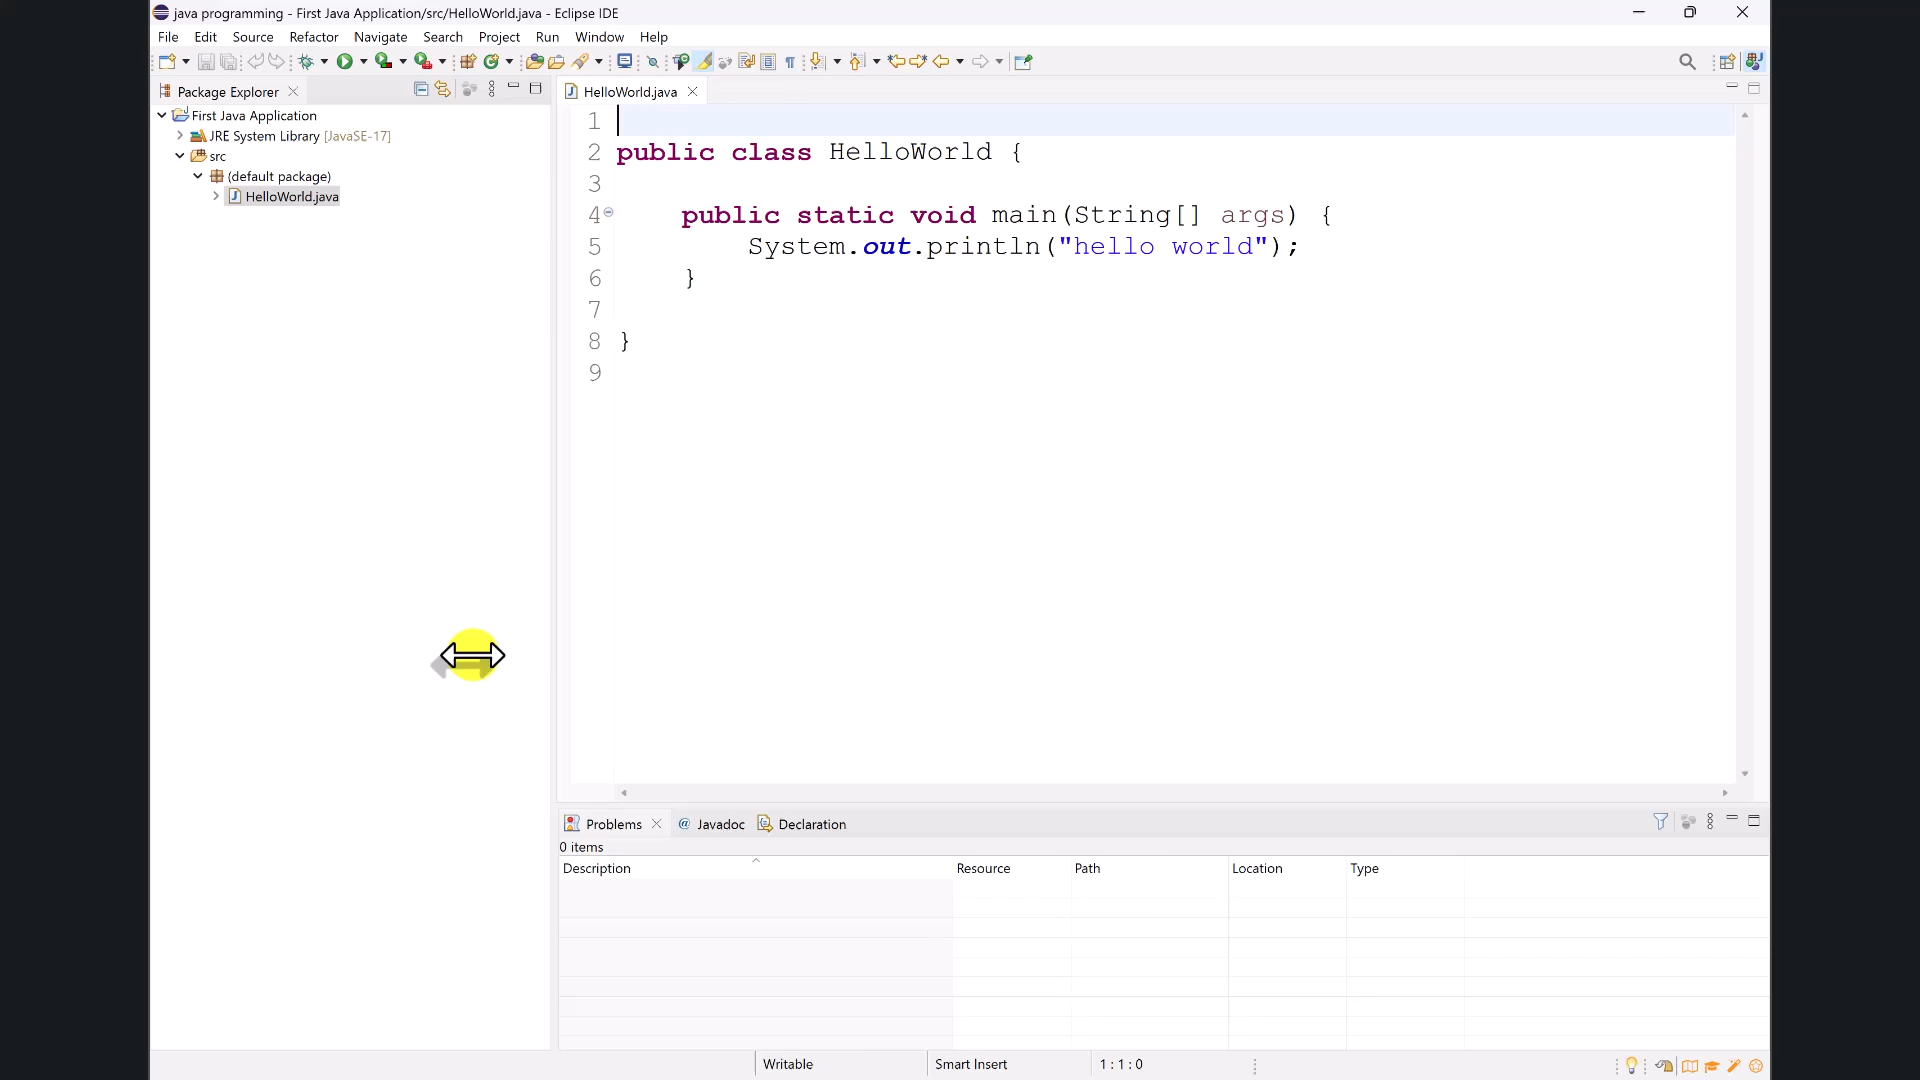 java programming - First Java Application/src/HelloWorld.java - Eclipse IDE
File Edit Source Refactor Navigate Search Project Run Window Help
Package Explorer
First Java Application
JRE System Library [JavaSE-17]
src
(default package)
HelloWorld.java
HelloWorld.java
1
2 public class HelloWorld {
3
4 public static void main(String[] args) {
5 System.out.println("hello world");
6 }
7
8 }
9
Problems @ Javadoc Declaration
0 items
Description Resource Path Location Type
Writable Smart Insert 1 : 1 : 0